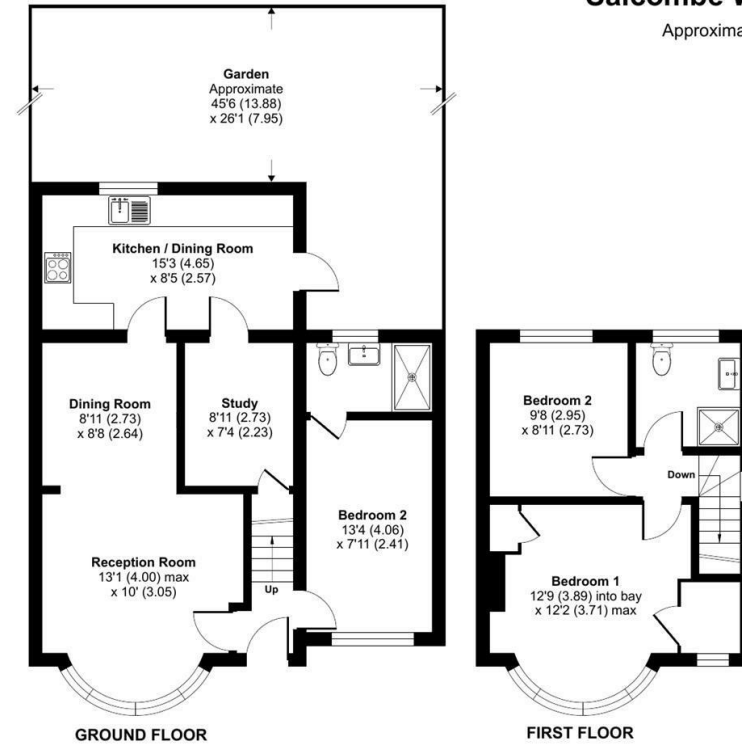 Salcombe
Approxima
Garden
Approximate
45'6 (13.88)
x 26'1 (7.95)
Kitchen / Dining Room
15'3 (4.65)
x 8'5 (2.57)
Dining Room
8'11 (2.73)
x 8'8 (2.64)
Study
8'11 (2.73)
x 7'4 (2.23)
Bedroom 2
13'4 (4.06)
x 7'11 (2.41)
Reception Room
13'1 (4.00) max
x 10' (3.05)
Up
GROUND FLOOR
Bedroom 2
9'8 (2.95)
x 8'11 (2.73)
Down
Bedroom 1
12'9 (3.89) into bay
x 12'2 (3.71) max
FIRST FLOOR